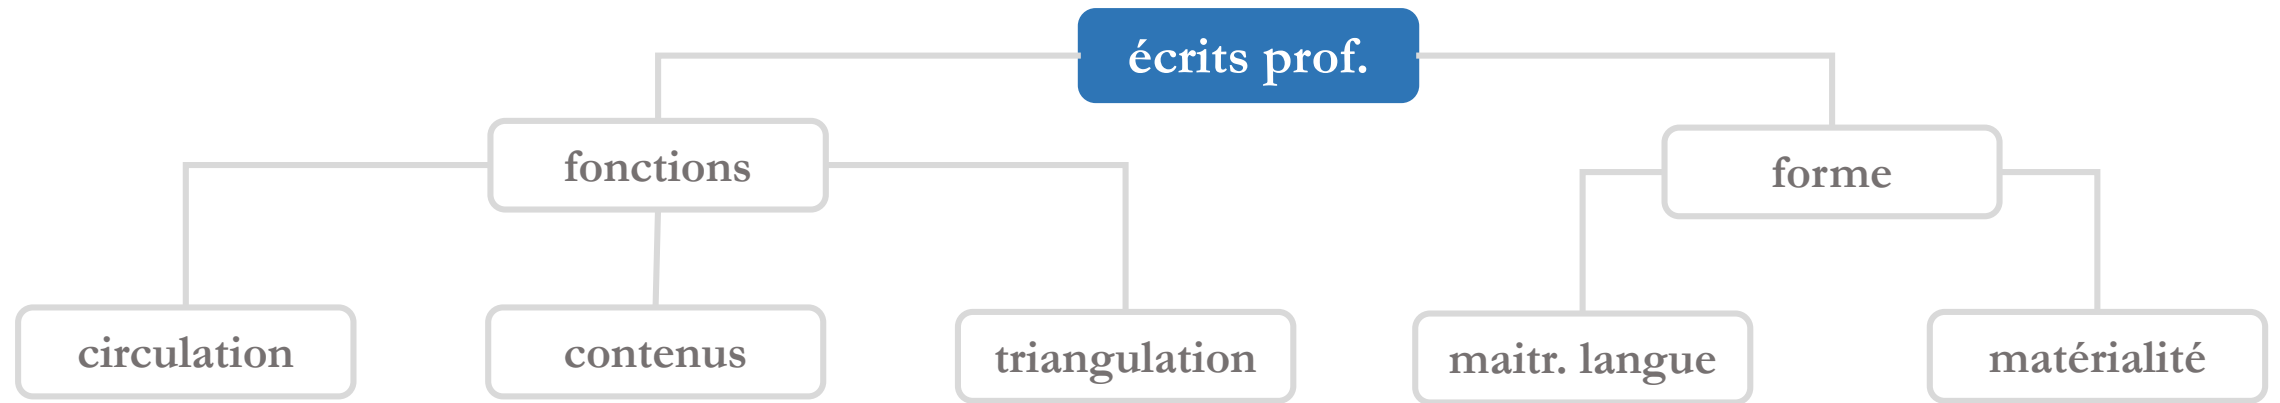 écrits prof.
fonctions
forme
circulation
contenus
triangulation
maitr. langue
matérialité